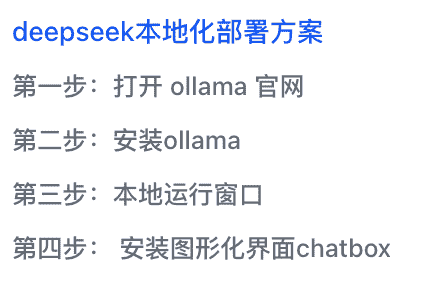 deepseek本地化部署方案
第一步：打开 ollama 官网
第二步：安装ollama
第三步：本地运行窗口
第四步： 安装图形化界面chatbox